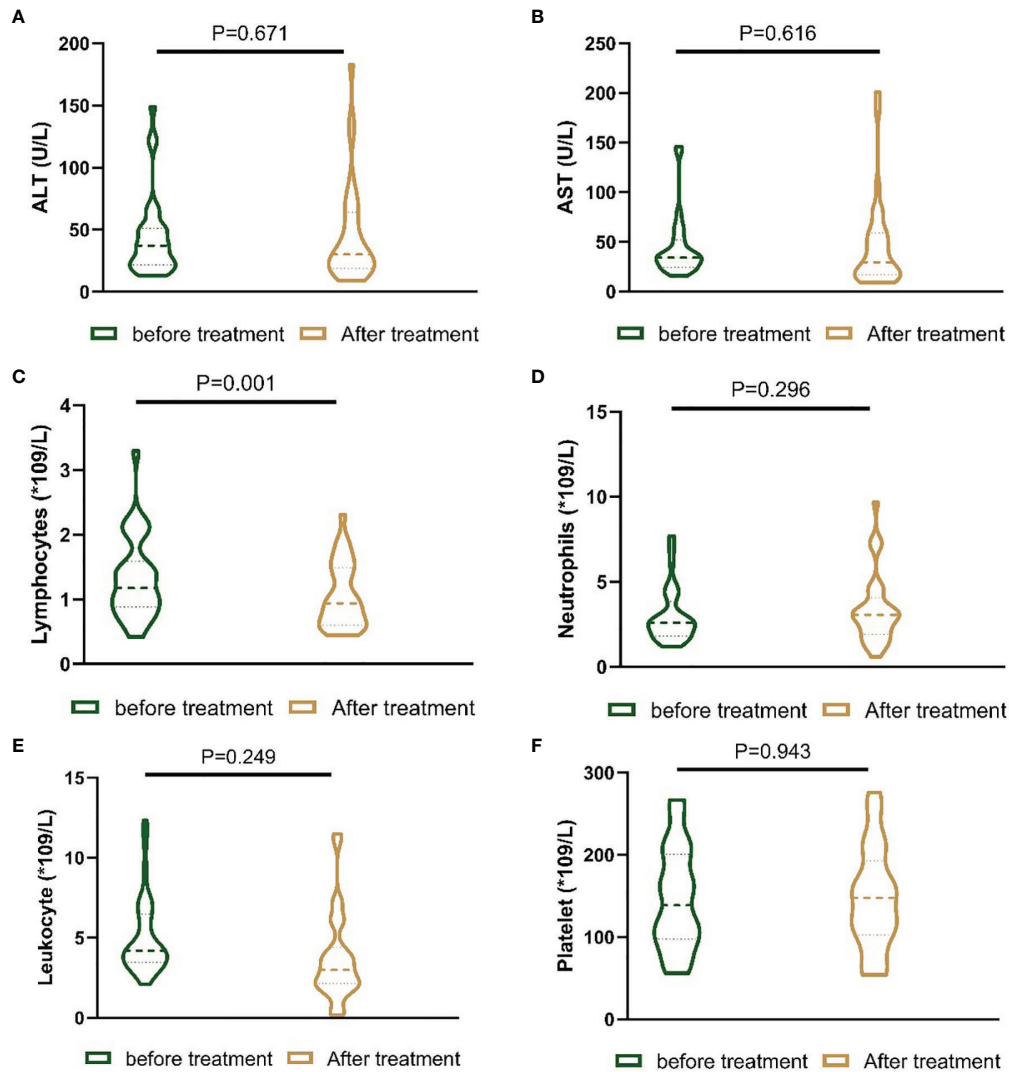 A
P=0.671
ALT (U/L)
200
150
100
50
0
before treatment After treatment
B
P=0.616
AST (U/L)
250
200
150
100
50
0
before treatment After treatment
C
P=0.001
Lymphocytes (*109/L)
4
3
2
1
0
before treatment After treatment
D
P=0.296
Neutrophils (*109/L)
15
10
5
0
before treatment After treatment
E
P=0.249
Leukocyte (*109/L)
15
10
5
0
before treatment After treatment
F
P=0.943
Platelet (*109/L)
300
200
100
0
before treatment After treatment